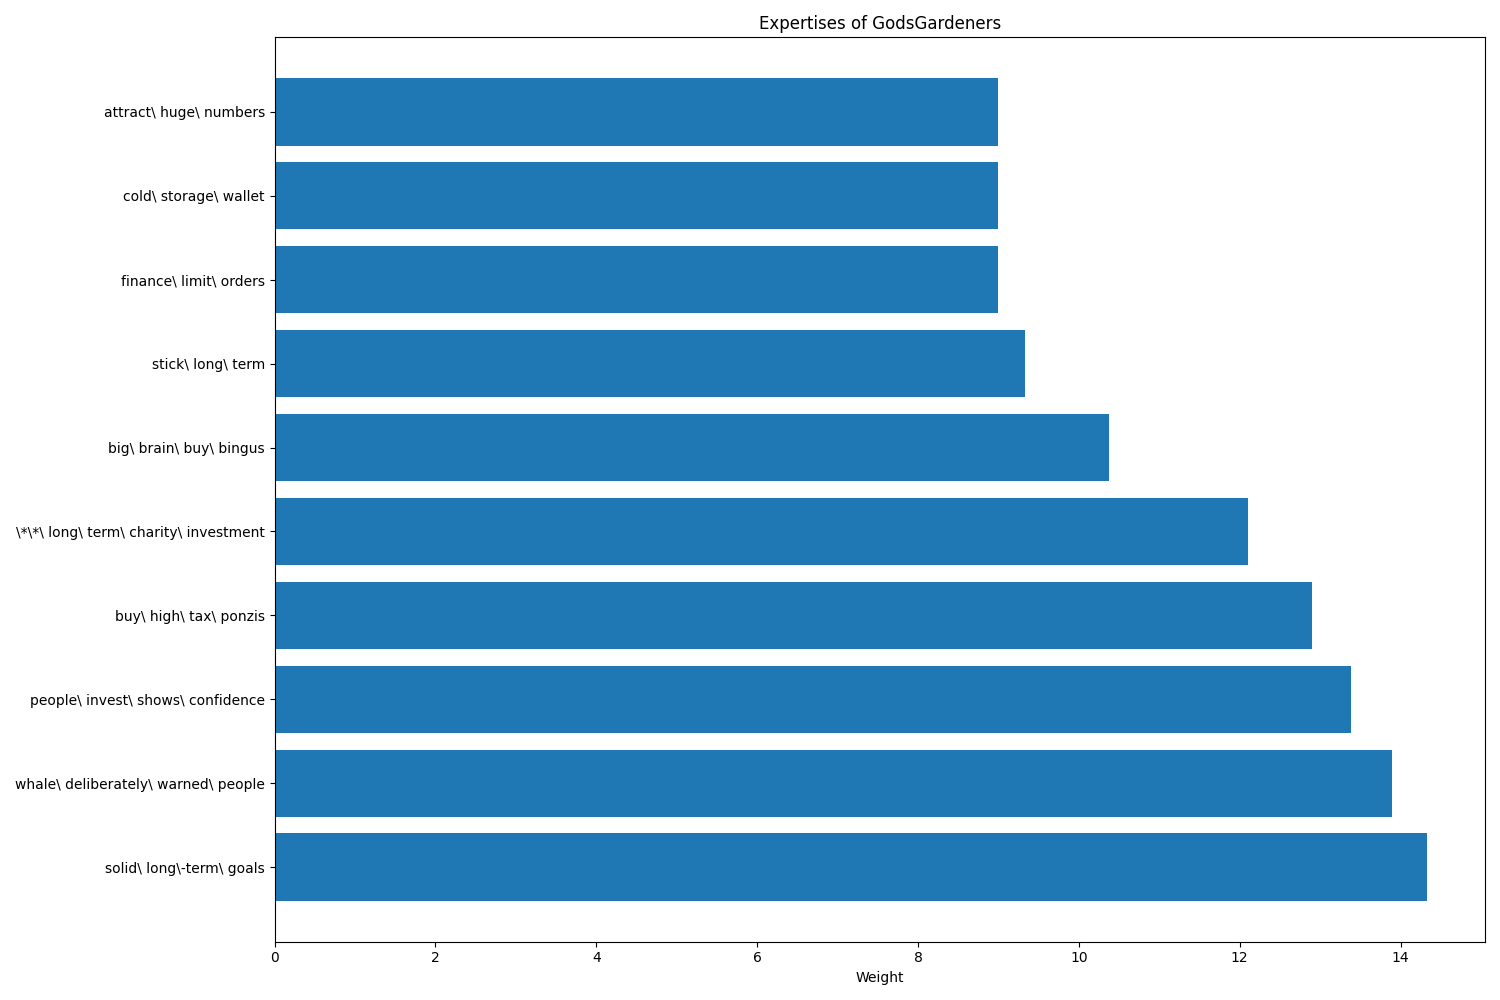 Expertises of GodsGardeners
attract\ huge\ numbers
cold\ storage\ wallet
finance\ limit\ orders
stick\ long\ term
big\ brain\ buy\ bingus
\*\*\ long\ term\ charity\ investment
buy\ high\ tax\ ponzis
people\ invest\ shows\ confidence
whale\ deliberately\ warned\ people
solid\ long\-term\ goals
0 2 4 6 8 10 12 14
Weight